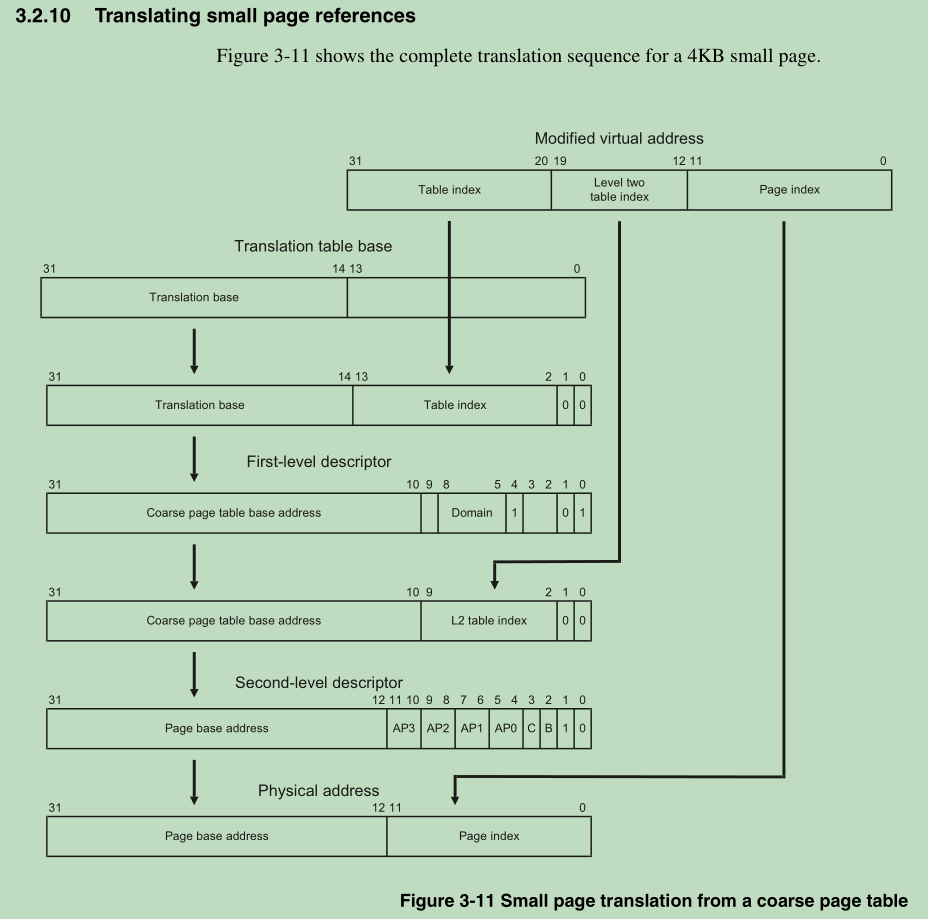 3.2.10 Translating small page references
Figure 3-11 shows the complete translation sequence for a 4KB small page.
Modified virtual address
31 20 19 12 11 0
Table index
Level two
table index
Page index
Translation table base
31 14 13 0
Translation base
31 14 13 2 1 0
Translation base Table index 0 0
First-level descriptor
31 10 9 8 5 4 3 2 1 0
Coarse page table base address Domain 1 0 1
31 10 9 2 1 0
Coarse page table base address L2 table index 0 0
Second-level descriptor
31 12 11 10 9 8 7 6 5 4 3 2 1 0
Page base address AP3 AP2 AP1 AP0 C B 1 0
Physical address
31 12 11 0
Page base address Page index
Figure 3-11 Small page translation from a coarse page table